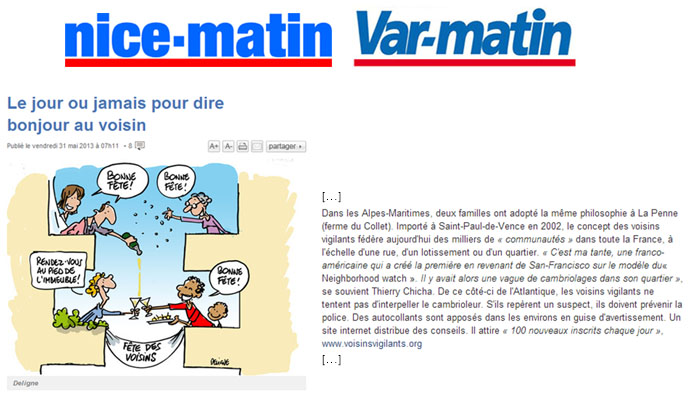 nice-matin
Var-matin
Le jour ou jamais pour dire
bonjour au voisin
Publié le vendredi 31 mai 2013 à 07h11 - 8
A+ A- partager
BONNE
FÊTE!
BONNE
FÊTE!
RENDEZ-VOUS
AU PIED DE
L'IMMEUBLE!
BONNE
FÊTE!
FÊTE DES
VOISINS
DELIGNE
Deligne
[…]
Dans les Alpes-Maritimes, deux familles ont adopté la même philosophie à La Penne
(ferme du Collet). Importé à Saint-Paul-de-Vence en 2002, le concept des voisins
vigilants fédère aujourd'hui des milliers de « communautés » dans toute la France, à
l'échelle d'une rue, d'un lotissement ou d'un quartier. « C'est ma tante, une franco-
américaine qui a créé la première en revenant de San-Francisco sur le modèle du«
Neighborhood watch ». Il y avait alors une vague de cambriolages dans son quartier »,
se souvient Thierry Chicha. De ce côté-ci de l'Atlantique, les voisins vigilants ne
tentent pas d'interpeller le cambrioleur. S'ils repèrent un suspect, ils doivent prévenir la
police. Des autocollants sont apposés dans les environs en guise d'avertissement. Un
site internet distribue des conseils. Il attire « 100 nouveaux inscrits chaque jour »,
www.voisinsvigilants.org
[…]